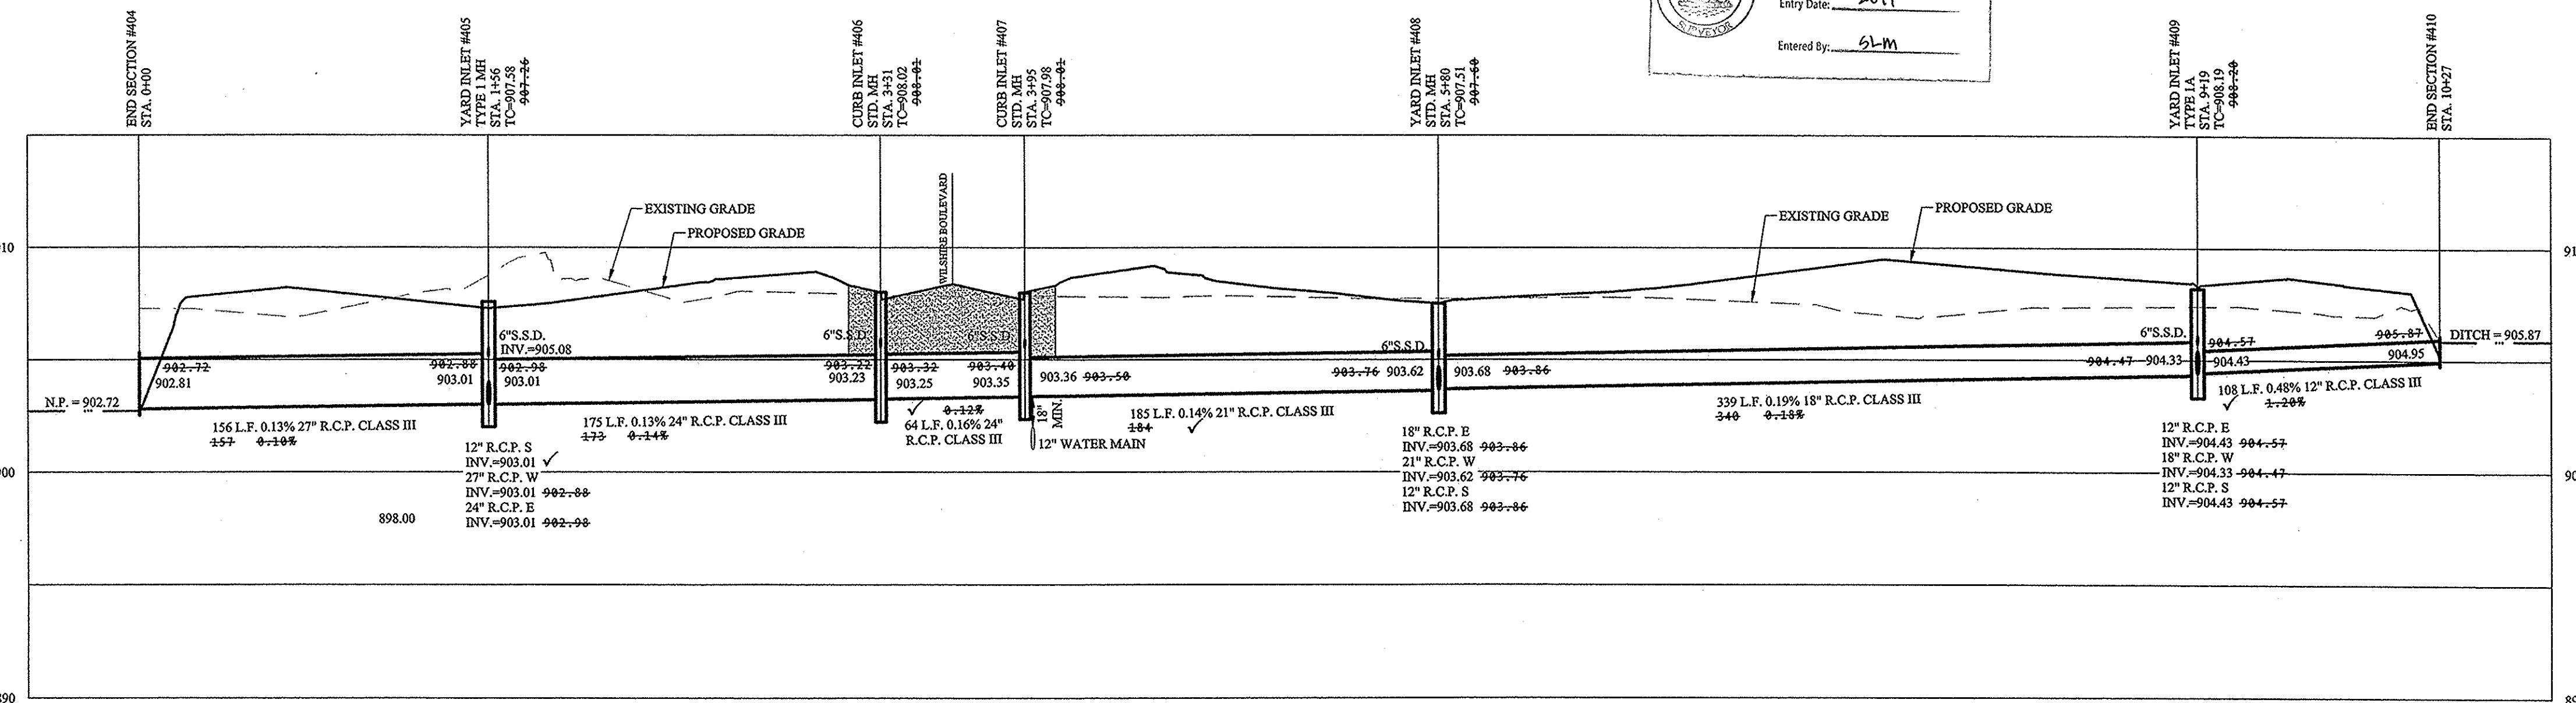 END SECTION #404
STA. 0+00
YARD INLET #405
TYPE 1 MH
STA. 1+56
TC=907.58
907.26
CURB INLET #406
STD. MH
STA. 3+31
TC=908.02
908.01
CURB INLET #407
STD. MH
STA. 3+95
TC=907.98
908.01
YARD INLET #408
STD. MH
STA. 5+80
TC=907.51
907.60
SURVEYOR
Entry Date: 2011
Entered By: SLM
YARD INLET #409
TYPE 1A
STA. 9+19
TC=908.19
908.20
END SECTION #410
STA. 10+27
EXISTING GRADE
PROPOSED GRADE
WILSHIRE BOULEVARD
EXISTING GRADE
PROPOSED GRADE
10
91
6"S.S.D.
INV.=905.08
6"S.S.D.
6"S.S.D.
6"S.S.D.
6"S.S.D.
DITCH = 905.87
902.72
902.81
902.88
903.01
902.98
903.01
903.22
903.23
903.32
903.25
903.40
903.35
903.36 903.50
903.76 903.62
903.68 903.86
904.47 904.33
904.57
904.43
905.87
904.95
N.P. = 902.72
156 L.F. 0.13% 27" R.C.P. CLASS III
157 0.10%
175 L.F. 0.13% 24" R.C.P. CLASS III
173 0.14%
0.12%
64 L.F. 0.16% 24"
R.C.P. CLASS III
18"
MIN.
12" WATER MAIN
185 L.F. 0.14% 21" R.C.P. CLASS III
184
339 L.F. 0.19% 18" R.C.P. CLASS III
340 0.18%
108 L.F. 0.48% 12" R.C.P. CLASS III
1.20%
12" R.C.P. S
INV.=903.01
27" R.C.P. W
INV.=903.01 902.88
24" R.C.P. E
INV.=903.01 902.98
18" R.C.P. E
INV.=903.68 903.86
21" R.C.P. W
INV.=903.62 903.76
12" R.C.P. S
INV.=903.68 903.86
12" R.C.P. E
INV.=904.43 904.57
18" R.C.P. W
INV.=904.33 904.47
12" R.C.P. S
INV.=904.43 904.57
00
90
898.00
890
89